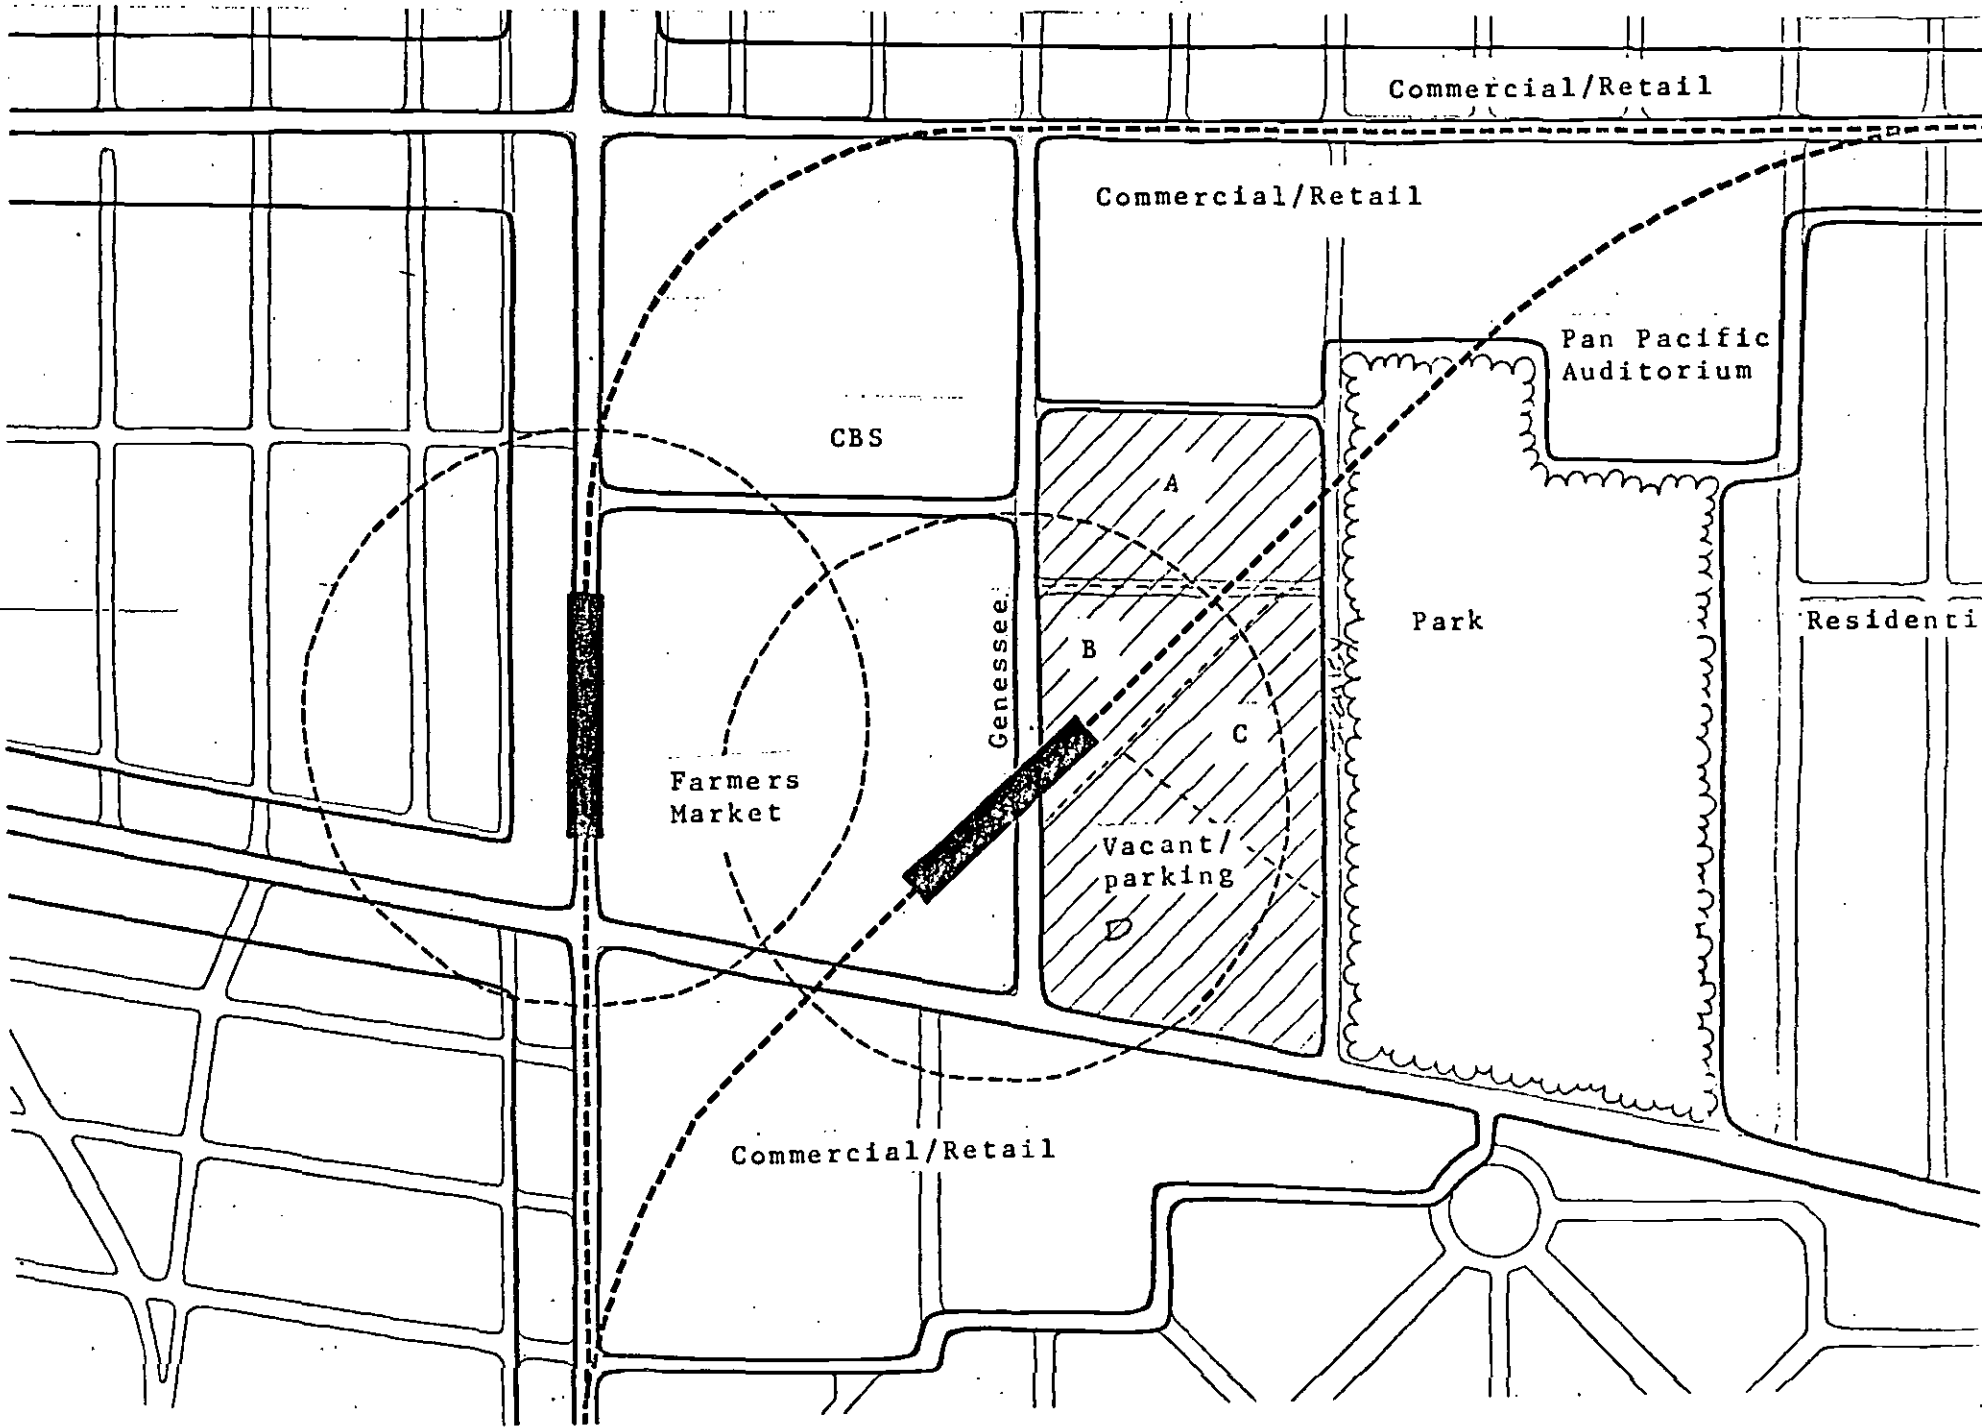 Commercial/Retail
Commercial/Retail
Pan Pacific
Auditorium
CBS
A
Park
Residenti
B
Genessee
C
Farmers
Market
Vacant/
parking
D
Commercial/Retail